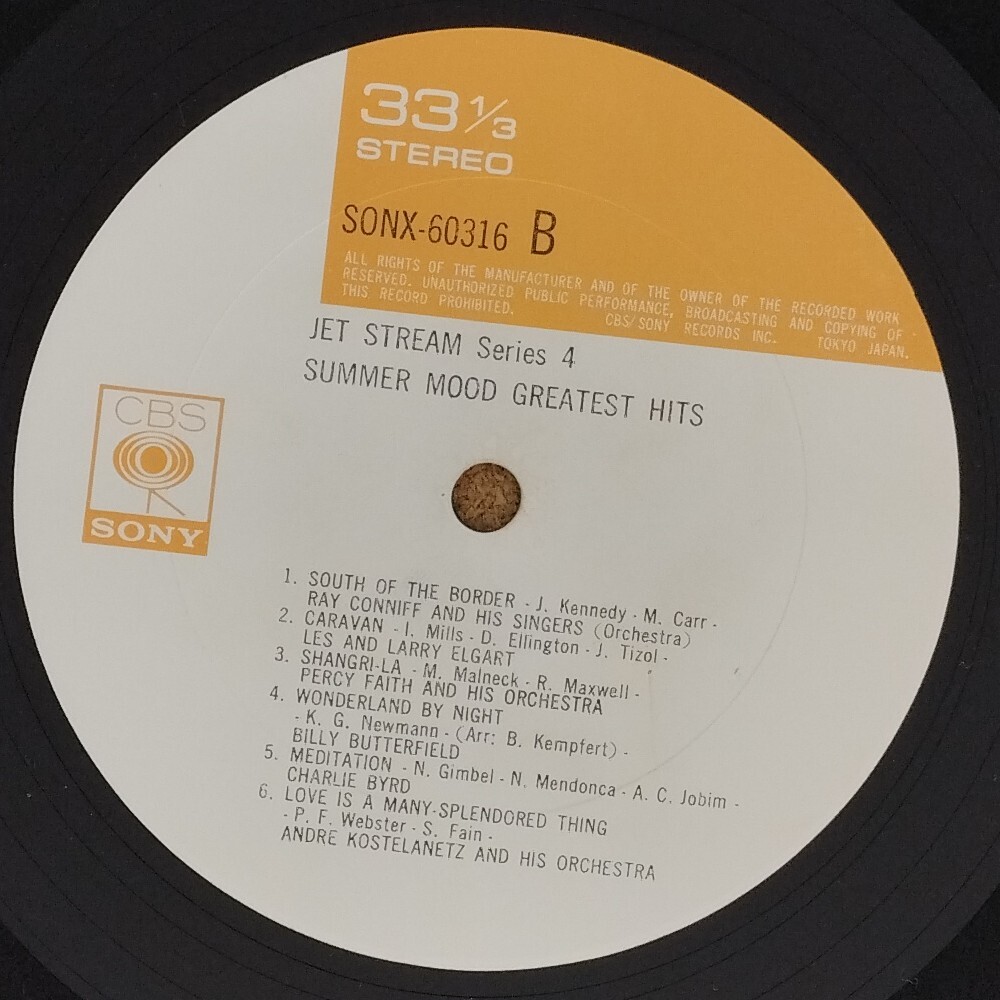 33 1/3
STEREO
SONX-60316 B
ALL RIGHTS OF THE MANUFACTURER AND OF THE OWNER OF THE RECORDED WORK
RESERVED. UNAUTHORIZED PUBLIC PERFORMANCE, BROADCASTING AND COPYING OF
THIS RECORD PROHIBITED. CBS/SONY RECORDS INC. TOKYO JAPAN.
JET STREAM Series 4
SUMMER MOOD GREATEST HITS
CBS
SONY
1. SOUTH OF THE BORDER - J. Kennedy - M. Carr -
RAY CONNIFF AND HIS SINGERS (Orchestra)
2. CARAVAN - I. Mills - D. Ellington - J. Tizol -
LES AND LARRY ELGART
3. SHANGRI-LA - M. Malneck - R. Maxwell -
PERCY FAITH AND HIS ORCHESTRA
4. WONDERLAND BY NIGHT
- K. G. Newmann - (Arr: B. Kempfert) -
BILLY BUTTERFIELD
5. MEDITATION - N. Gimbel - N. Mendonca - A. C. Jobim -
CHARLIE BYRD
6. LOVE IS A MANY-SPLENDORED THING
- P. F. Webster - S. Fain -
ANDRE KOSTELANETZ AND HIS ORCHESTRA